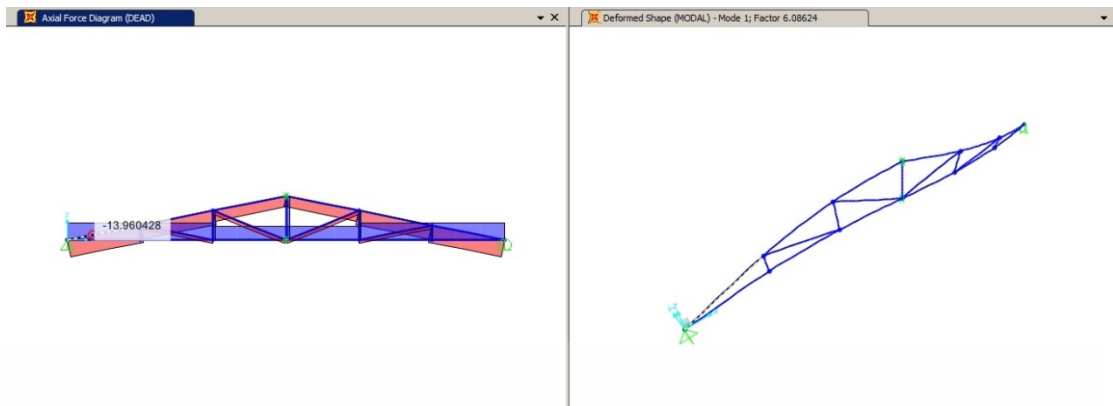 Axial Force Diagram (DEAD)
Deformed Shape (MODAL) - Mode 1; Factor 6.08624
-13.960428